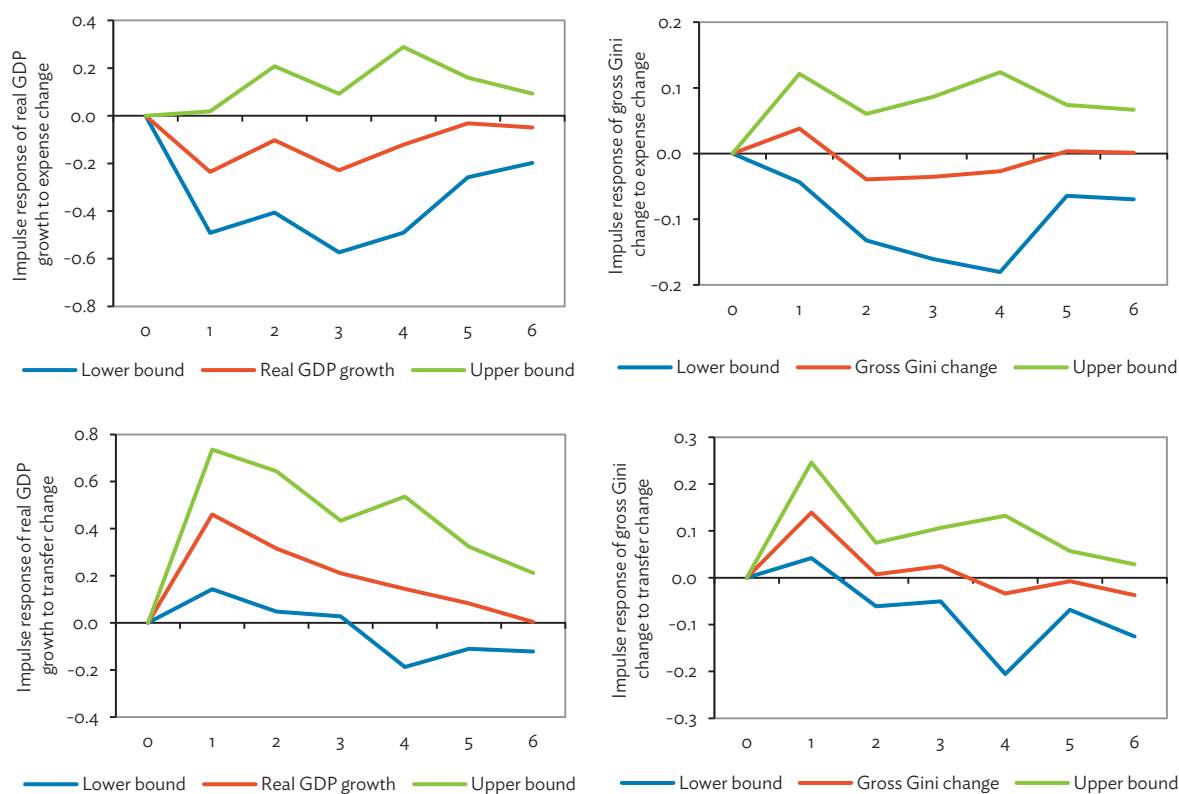 Impulse response of real GDP
growth to expense change
0.4
0.2
0.0
-0.2
-0.4
-0.6
-0.8
0 1 2 3 4 5 6
Lower bound Real GDP growth Upper bound
Impulse response of gross Gini
change to expense change
0.2
0.1
0.0
-0.1
-0.2
0 1 2 3 4 5 6
Lower bound Gross Gini change Upper bound
Impulse response of real GDP
growth to transfer change
0.8
0.6
0.4
0.2
0.0
-0.2
-0.4
0 1 2 3 4 5 6
Lower bound Real GDP growth Upper bound
Impulse response of gross Gini
change to transfer change
0.3
0.2
0.1
0.0
-0.1
-0.2
-0.3
0 1 2 3 4 5 6
Lower bound Gross Gini change Upper bound